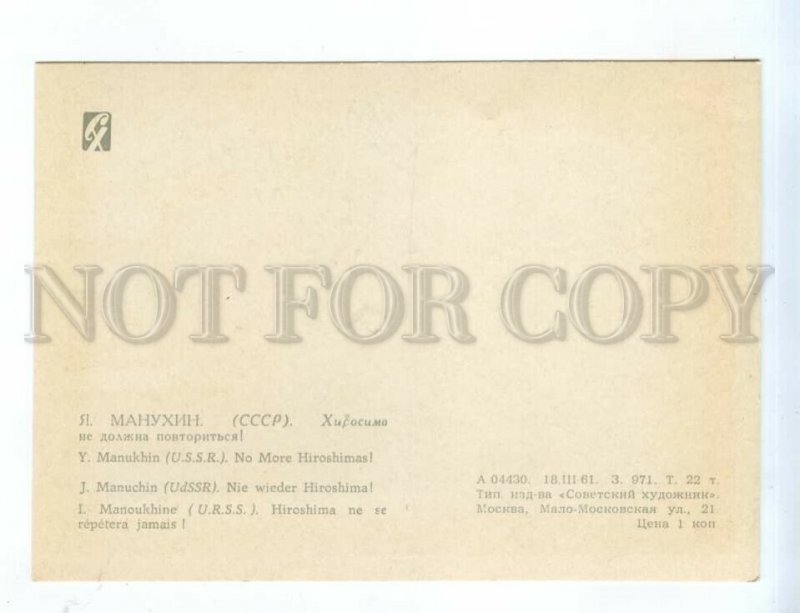 СХ
NOT FOR COPY
Я. МАНУХИН. (СССР). Хиросима
не должна повториться!
Y. Manukhin (U.S.S.R.). No More Hiroshimas!
J. Manuchin (UdSSR). Nie wieder Hiroshima!
I. Manoukhine (U.R.S.S.). Hiroshima ne se
répétera jamais!
А 04430. 18.III 61. З. 971. Т. 22 т.
Тип. изд-ва «Советский художник».
Москва, Мало-Московская ул., 21
Цена 1 коп